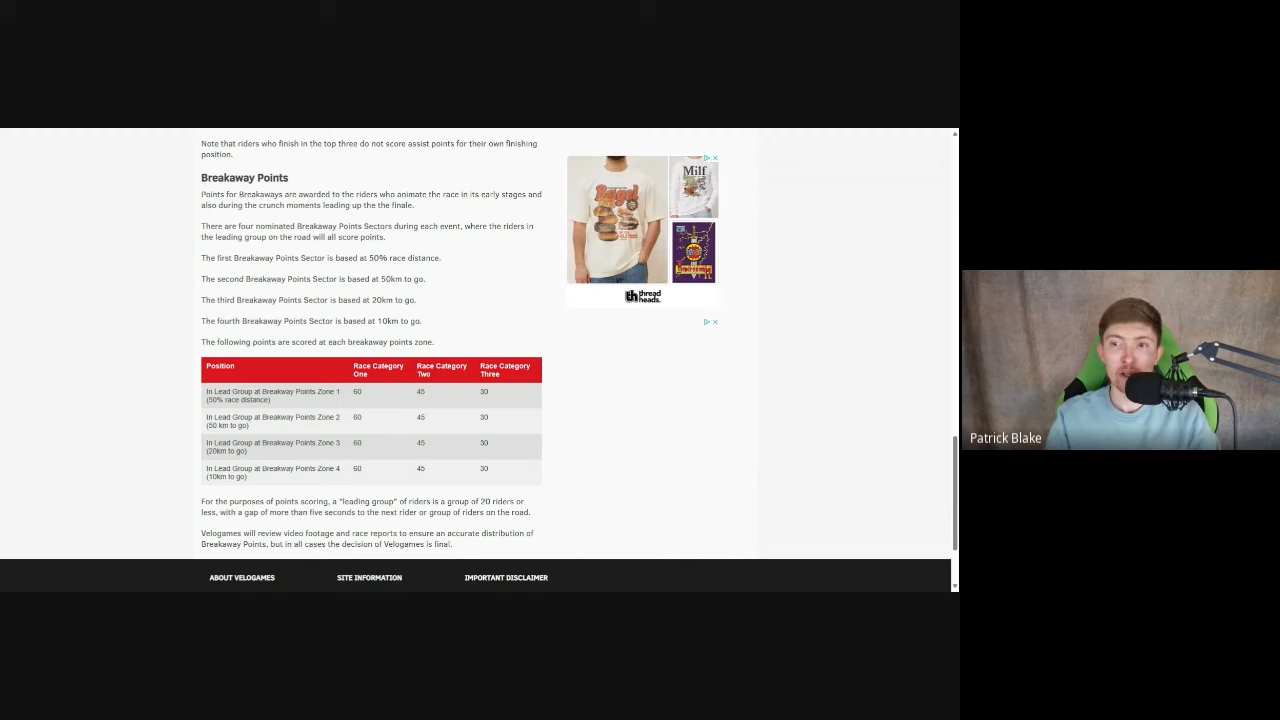 Note that riders who finish in the top three do not score assist points for their own finishing
position.
Breakaway Points
Points for Breakaways are awarded to the riders who animate the race in its early stages and
also during the crunch moments leading up the the finale.
There are four nominated Breakaway Points Sectors during each event, where the riders in
the leading group on the road will all score points.
The first Breakaway Points Sector is based at 50% race distance.
The second Breakaway Points Sector is based at 50km to go.
The third Breakaway Points Sector is based at 20km to go.
The fourth Breakaway Points Sector is based at 10km to go.
The following points are scored at each breakaway points zone.
Position Race Category One Race Category Two Race Category Three
In Lead Group at Breakway Points Zone 1 60 45 30
(50% race distance)
In Lead Group at Breakway Points Zone 2 60 45 30
(50 km to go)
In Lead Group at Breakway Points Zone 3 60 45 30
(20km to go)
In Lead Group at Breakway Points Zone 4 60 45 30
(10km to go)
For the purposes of points scoring, a "leading group" of riders is a group of 20 riders or
less, with a gap of more than five seconds to the next rider or group of riders on the road.
Velogames will review video footage and race reports to ensure an accurate distribution of
Breakaway Points, but in all cases the decision of Velogames is final.
ABOUT VELOGAMES SITE INFORMATION IMPORTANT DISCLAIMER
Milf
th thread
heads.
Patrick Blake